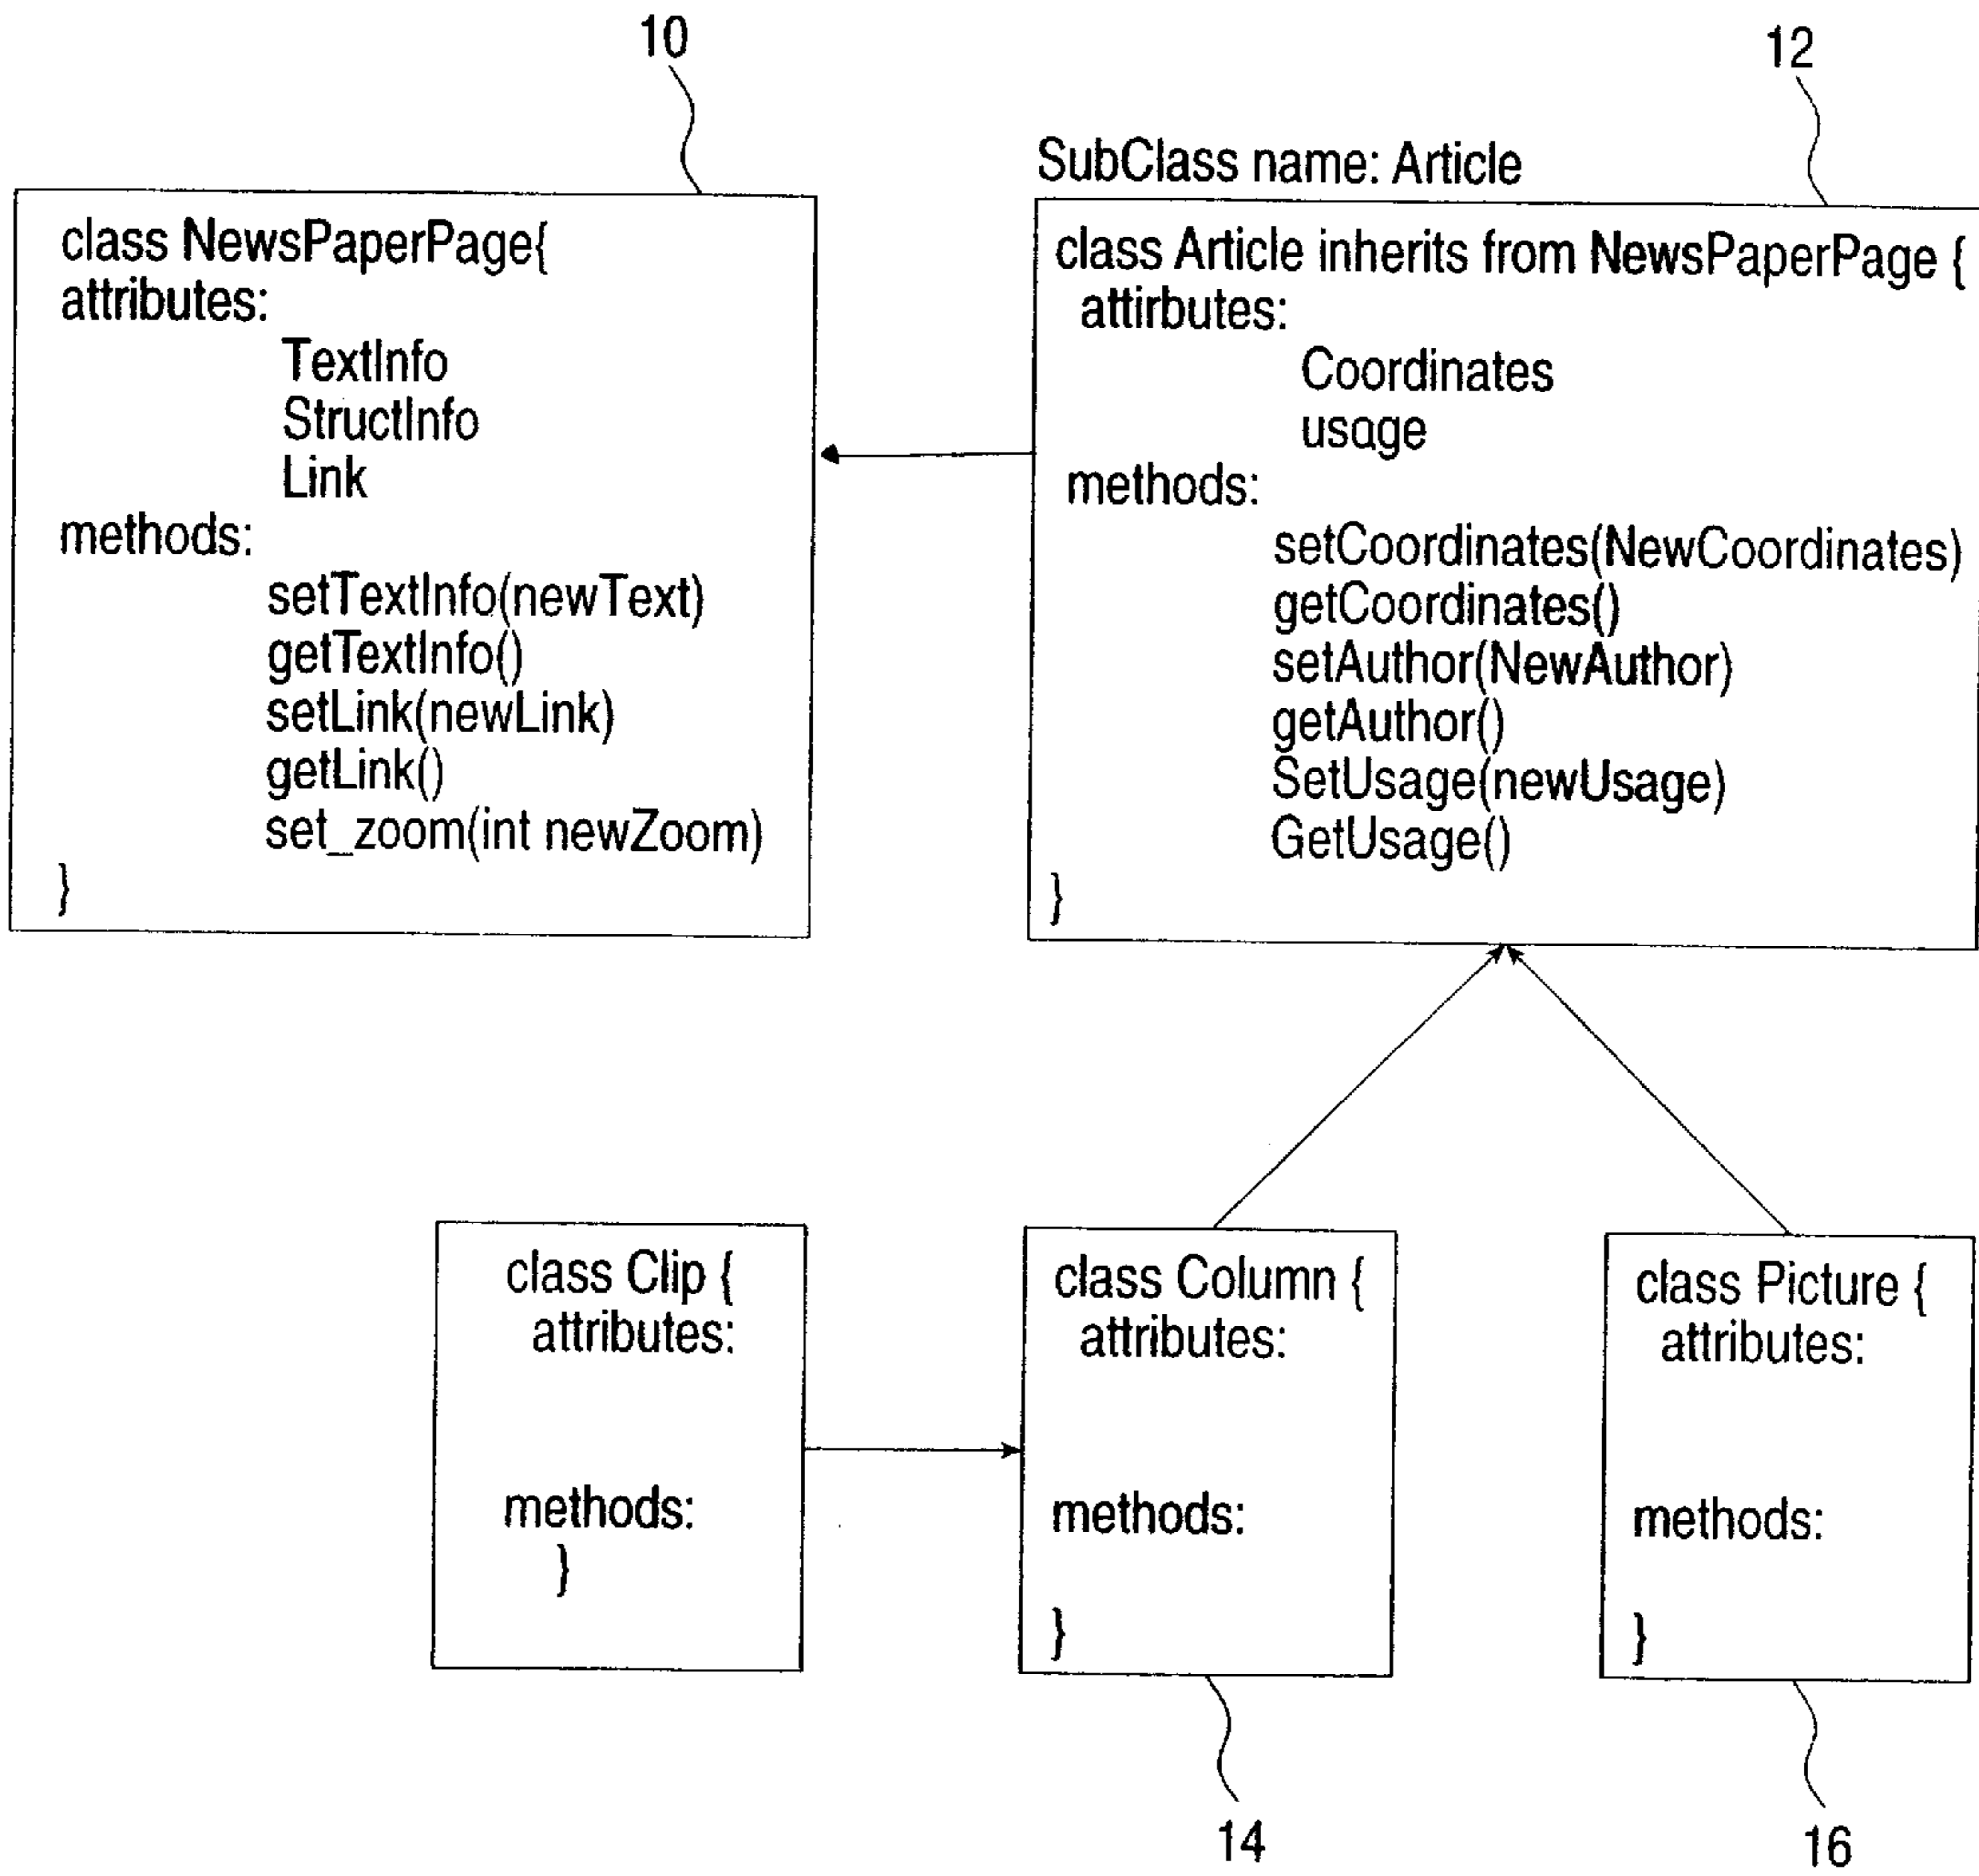 10
12
SubClass name: Article
class NewsPaperPage{
attributes:
TextInfo
StructInfo
Link
methods:
setTextInfo(newText)
getTextInfo()
setLink(newLink)
getLink()
set_zoom(int newZoom)
}
class Article inherits from NewsPaperPage {
attirbutes:
Coordinates
usage
methods:
setCoordinates(NewCoordinates)
getCoordinates()
setAuthor(NewAuthor)
getAuthor()
SetUsage(newUsage)
GetUsage()
}
class Clip {
attributes:
methods:
}
class Column {
attributes:
methods:
}
class Picture {
attributes:
methods:
}
14
16